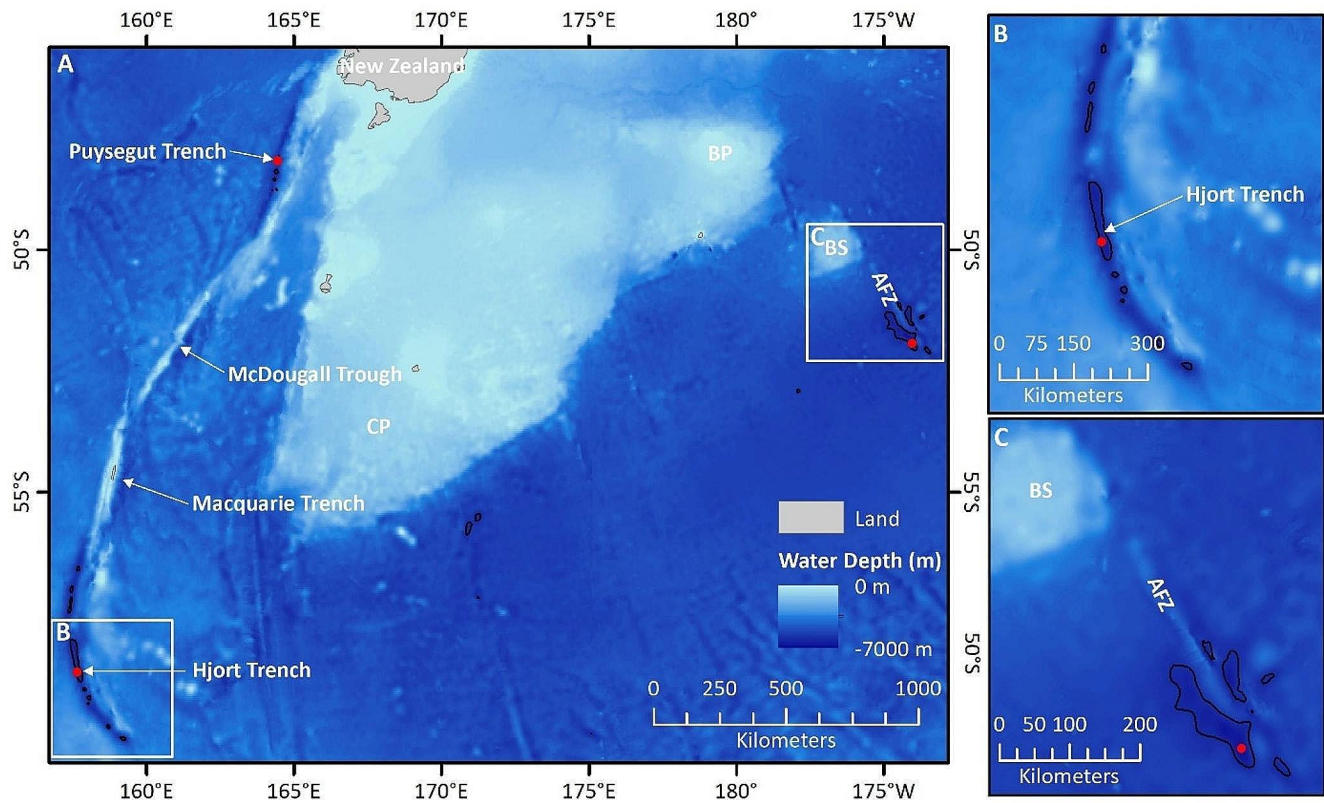 160°E 165°E 170°E 175°E 180° 175°W
A
New Zealand
Puysegut Trench
BP
50°S
C
BS
AFZ
50°S
McDougall Trough
CP
55°S
Macquarie Trench
55°S
Land
Water Depth (m)
0 m
-7000 m
B
Hjort Trench
0 250 500 1000
Kilometers
160°E 165°E 170°E 175°E 180° 175°W
B
Hjort Trench
0 75 150 300
Kilometers
C
BS
AFZ
50°S
0 50 100 200
Kilometers